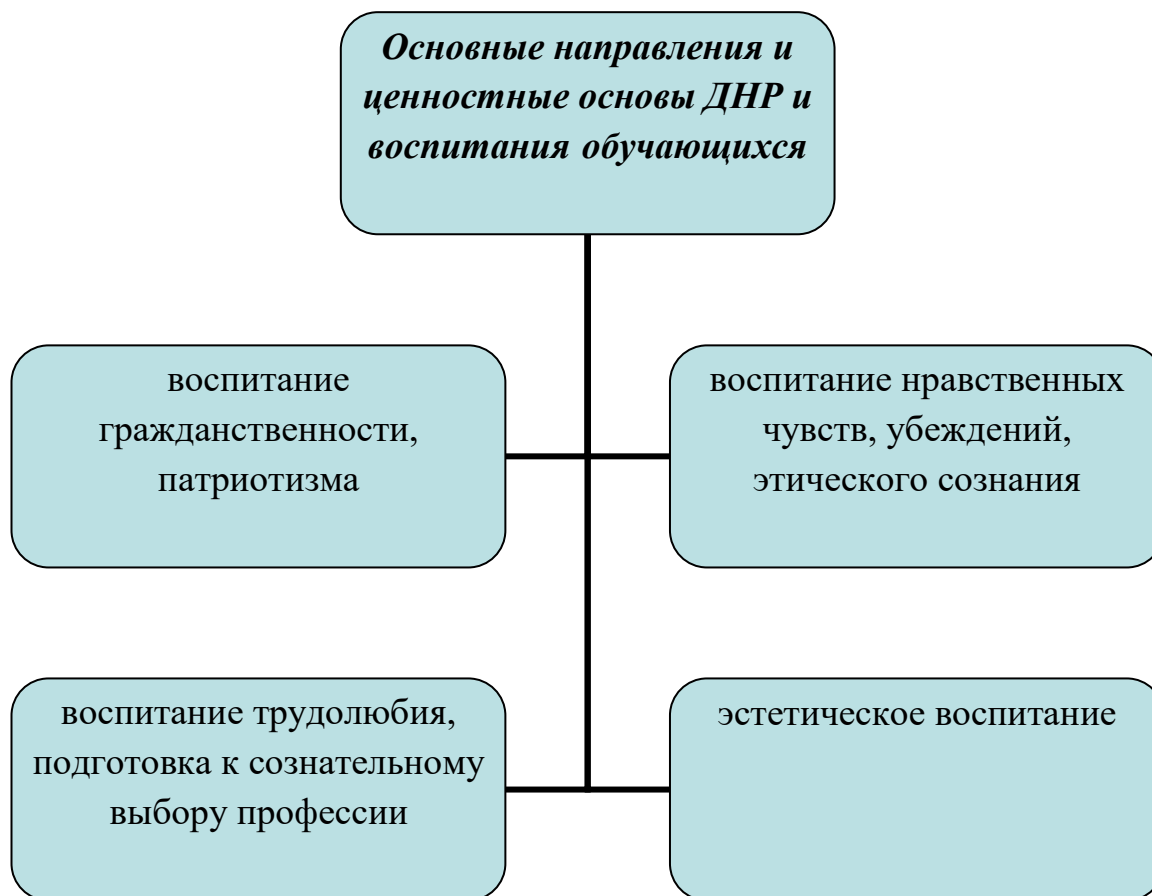 Основные направления и
ценностные основы ДНР и
воспитания обучающихся
воспитание
гражданственности,
патриотизма
воспитание нравственных
чувств, убеждений,
этического сознания
воспитание трудолюбия,
подготовка к сознательному
выбору профессии
эстетическое воспитание